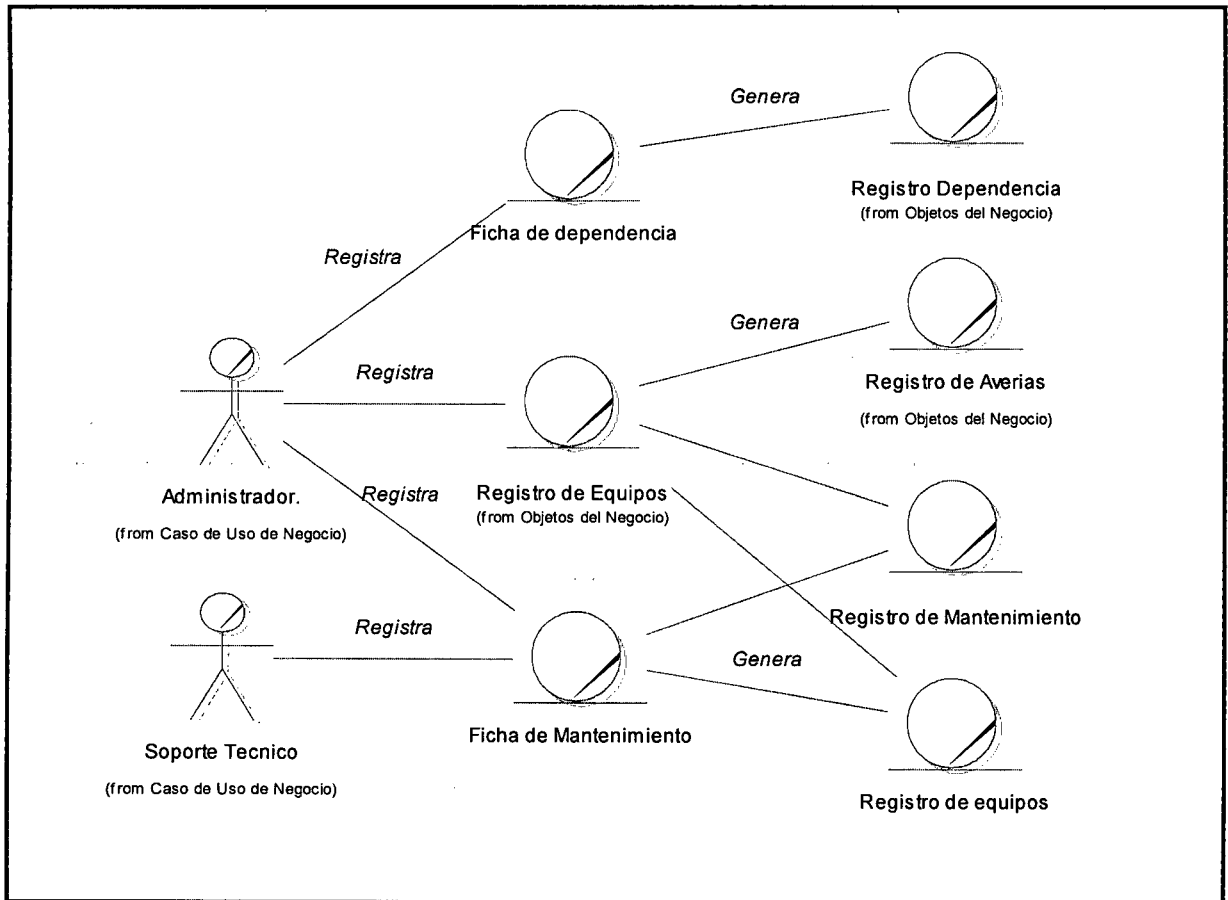 Genera
Registro Dependencia
(from Objetos del Negocio)
Ficha de dependencia
Registra
Genera
Registro de Averias
(from Objetos del Negocio)
Registra
Administrador.
(from Caso de Uso de Negocio)
Registra
Registro de Equipos
(from Objetos del Negocio)
Registro de Mantenimiento
Registra
Genera
Soporte Tecnico
(from Caso de Uso de Negocio)
Ficha de Mantenimiento
Registro de equipos